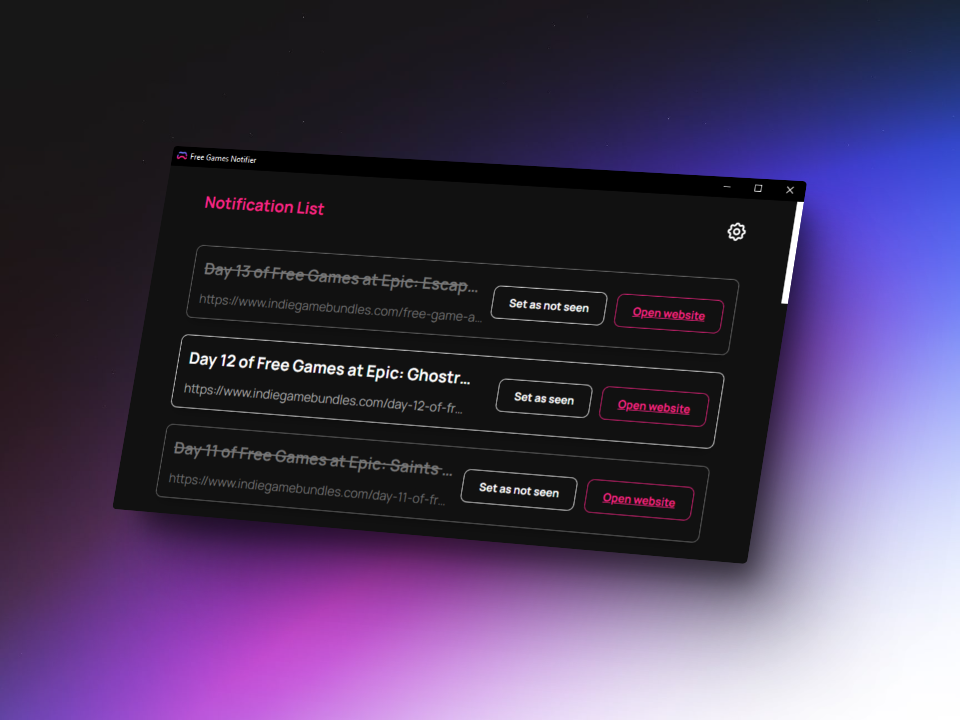 Free Games Notifier
Notification List
Day 13 of Free Games at Epic: Escap...
https://www.indiegamebundles.com/free-game-a...
Set as not seen
Open website
Day 12 of Free Games at Epic: Ghostr...
https://www.indiegamebundles.com/day-12-of-fr...
Set as seen
Open website
Day 11 of Free Games at Epic: Saints ...
https://www.indiegamebundles.com/day-11-of-fr...
Set as not seen
Open website